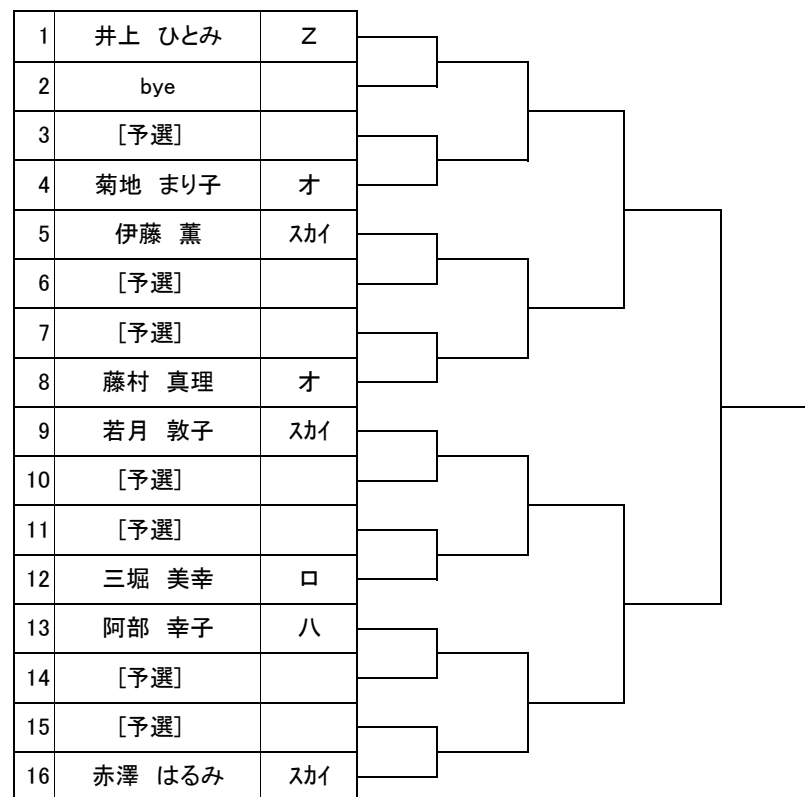 1 井上 ひとみ Z
2 bye
3 [予選]
4 菊地 まり子 オ
5 伊藤 薫 ｽｶｲ
6 [予選]
7 [予選]
8 藤村 真理 オ
9 若月 敦子 ｽｶｲ
10 [予選]
11 [予選]
12 三堀 美幸 ロ
13 阿部 幸子 八
14 [予選]
15 [予選]
16 赤澤 はるみ ｽｶｲ